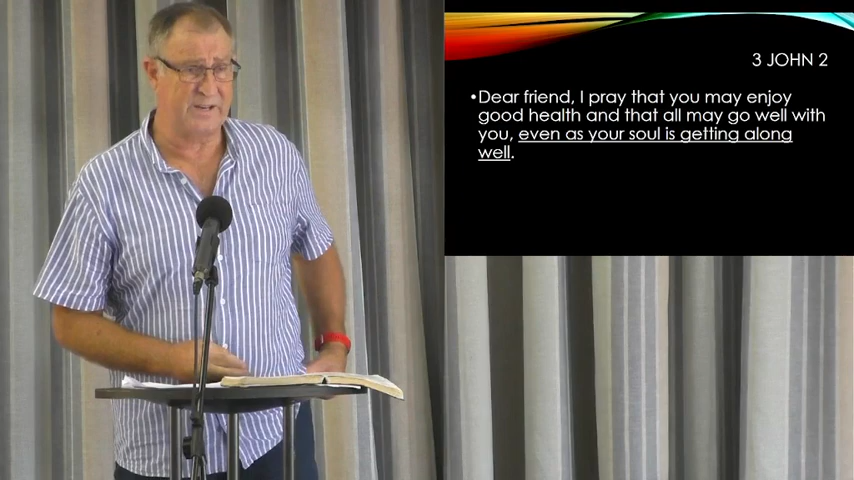 3 JOHN 2
•Dear friend, I pray that you may enjoy
good health and that all may go well with
you, even as your soul is getting along
well.